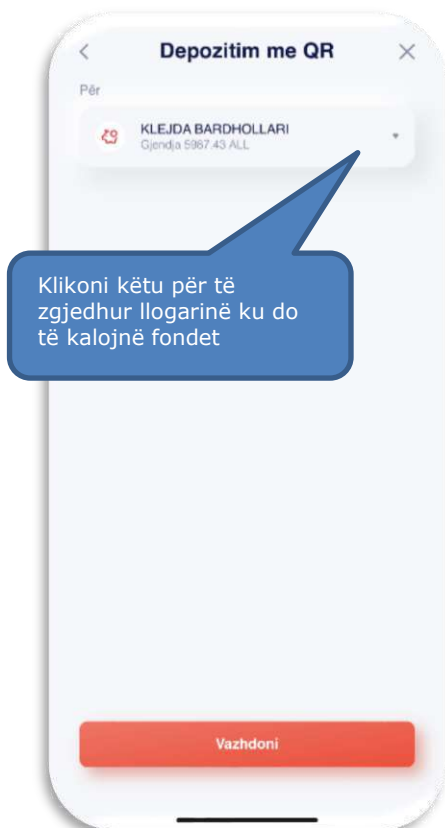 Depozitim me QR
Për
KLEJDA BARDHOLLARI
Gjendja 5987.43 ALL
Klikoni këtu për të
zgjedhur llogarinë ku do
të kalojnë fondet
Vazhdoni